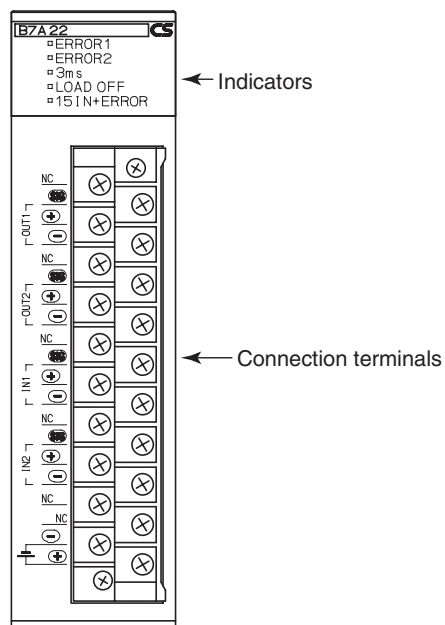 B7A22 CS
ERROR1
ERROR2
3ms
LOAD OFF
15IN+ERROR
Indicators
NC
OUT1
+
−
NC
OUT2
+
−
Connection terminals
NC
IN1
+
−
NC
IN2
+
−
NC
NC
−
+